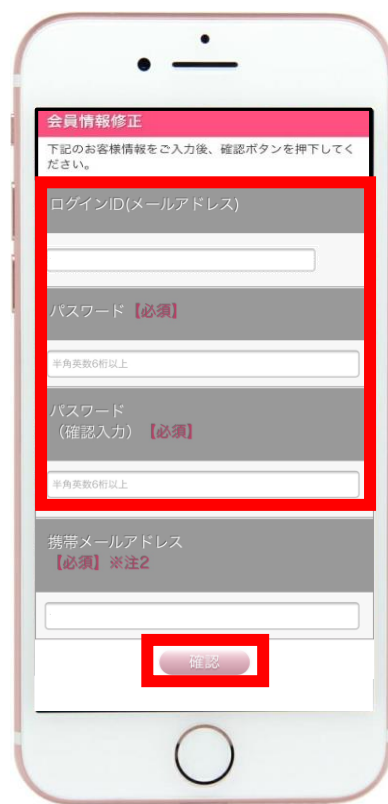 会員情報修正
下記のお客様情報をご入力後、確認ボタンを押下してく
ださい。
ログインID(メールアドレス)
パスワード【必須】
半角英数6桁以上
パスワード
(確認入力)【必須】
半角英数6桁以上
携帯メールアドレス
【必須】※注2
確認